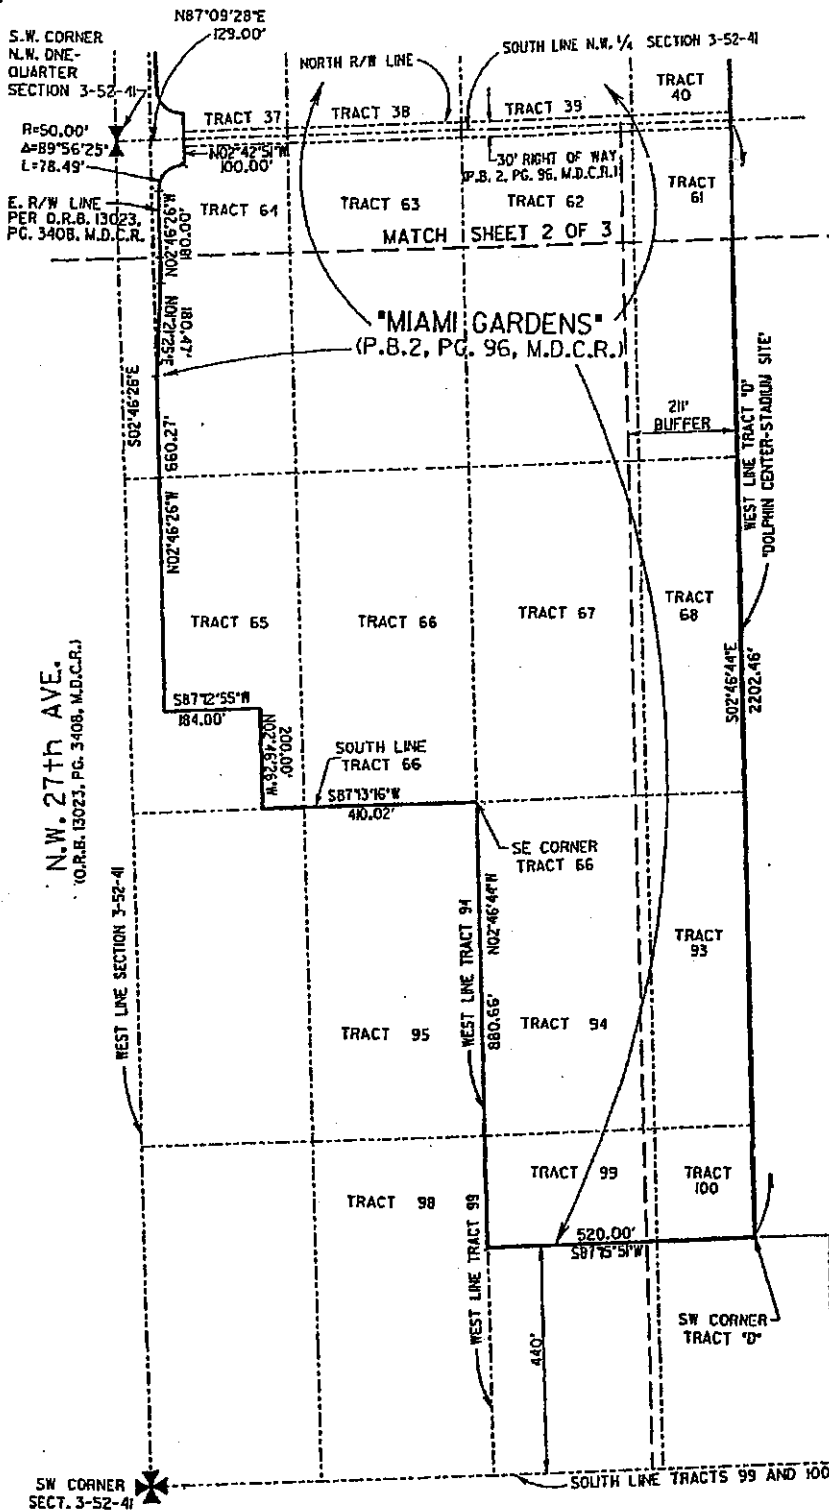 N87°09'28"E
129.00'
S.W. CORNER
N.W. ONE-
QUARTER
SECTION 3-52-41
NORTH R/W LINE
SOUTH LINE N.W. ¼ SECTION 3-52-41
TRACT 37
TRACT 38
TRACT 39
TRACT
40
R=50.00'
Δ=89°56'25"
L=78.49'
N02°42'51"W
100.00'
30' RIGHT OF WAY
(P.B. 2, PG. 96, M.D.C.R.)
E. R/W LINE
PER O.R.B. 13023,
PG. 3408, M.D.C.R.
TRACT 64
TRACT 63
TRACT 62
TRACT
61
N02°46'26"W
180.00'
MATCH SHEET 2 OF 3
N01°21'25"E
180.47'
"MIAMI GARDENS"
(P.B.2, PG. 96, M.D.C.R.)
S02°46'26"E
211'
BUFFER
WEST LINE TRACT "D"
"DOLPHIN CENTER-STADIUM SITE"
660.27'
N02°46'26"W
TRACT 65
TRACT 66
TRACT 67
TRACT
68
S02°46'44"E
2202.46'
N.W. 27th AVE.
(O.R.B. 13023, PG. 3408, M.D.C.R.)
S87°12'55"W
184.00'
N02°46'26"W
200.00'
SOUTH LINE
TRACT 66
S87°13'16"W
410.02'
SE CORNER
TRACT 66
WEST LINE SECTION 3-52-41
WEST LINE TRACT 94
N02°46'44"W
880.66'
TRACT
93
TRACT 95
TRACT 94
TRACT 98
TRACT 99
TRACT
100
WEST LINE TRACT 99
520.00'
S87°15'51"W
440'
SW CORNER
TRACT "D"
SW CORNER
SECT. 3-52-41
SOUTH LINE TRACTS 99 AND 100